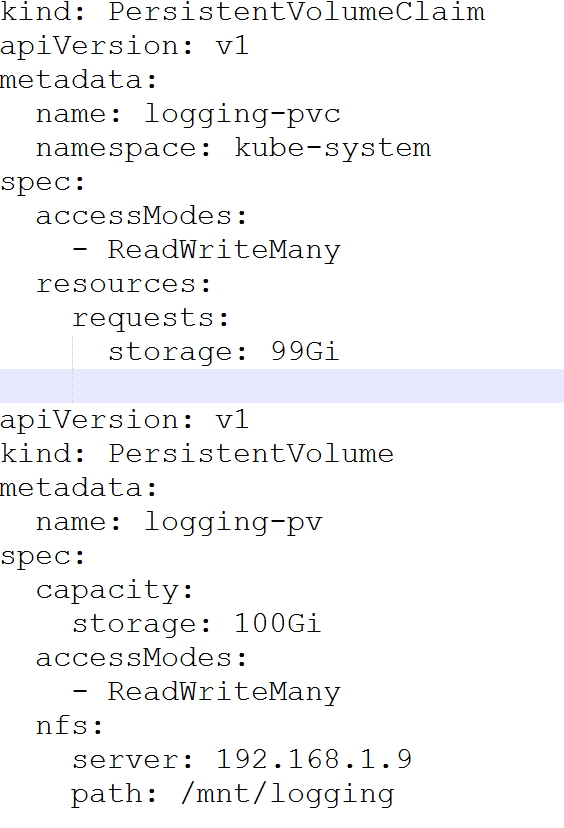 kind: PersistentVolumeClaim
apiVersion: v1
metadata:
  name: logging-pvc
  namespace: kube-system
spec:
  accessModes:
    - ReadWriteMany
  resources:
    requests:
      storage: 99Gi

apiVersion: v1
kind: PersistentVolume
metadata:
  name: logging-pv
spec:
  capacity:
    storage: 100Gi
  accessModes:
    - ReadWriteMany
  nfs:
    server: 192.168.1.9
    path: /mnt/logging